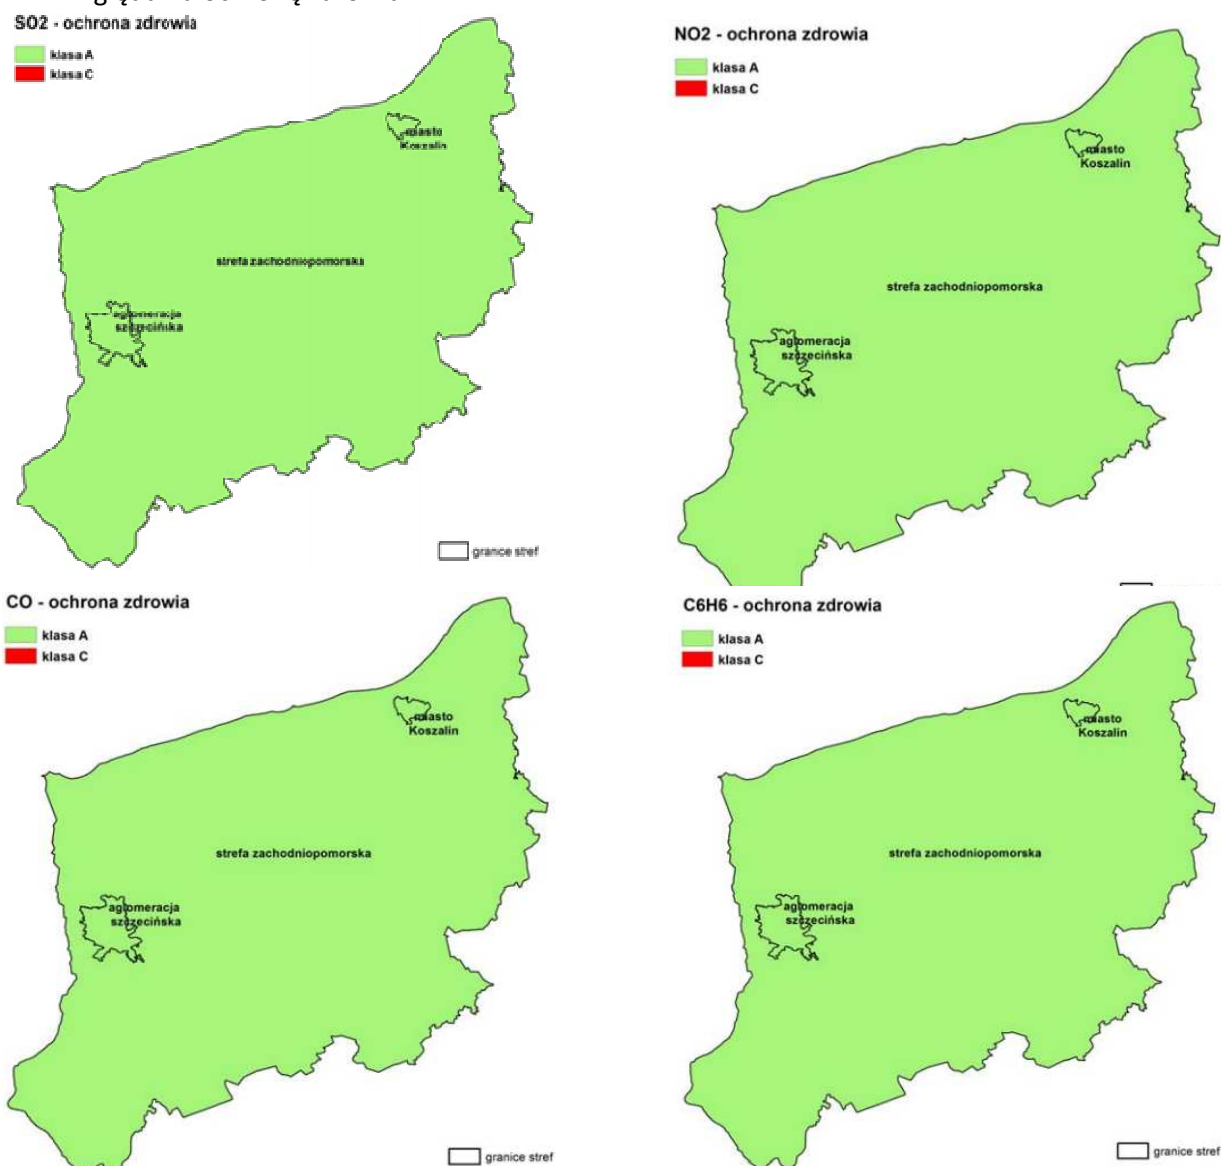 SO2 - ochrona zdrowia
klasa A
klasa C
miasto
Koszalin
strefa zachodniopomorska
aglomeracja
szczecińska
granice stref
NO2 - ochrona zdrowia
klasa A
klasa C
miasto
Koszalin
strefa zachodniopomorska
aglomeracja
szczecińska
CO - ochrona zdrowia
klasa A
klasa C
miasto
Koszalin
strefa zachodniopomorska
aglomeracja
szczecińska
granice stref
C6H6 - ochrona zdrowia
klasa A
klasa C
miasto
Koszalin
strefa zachodniopomorska
aglomeracja
szczecińska
granice stref